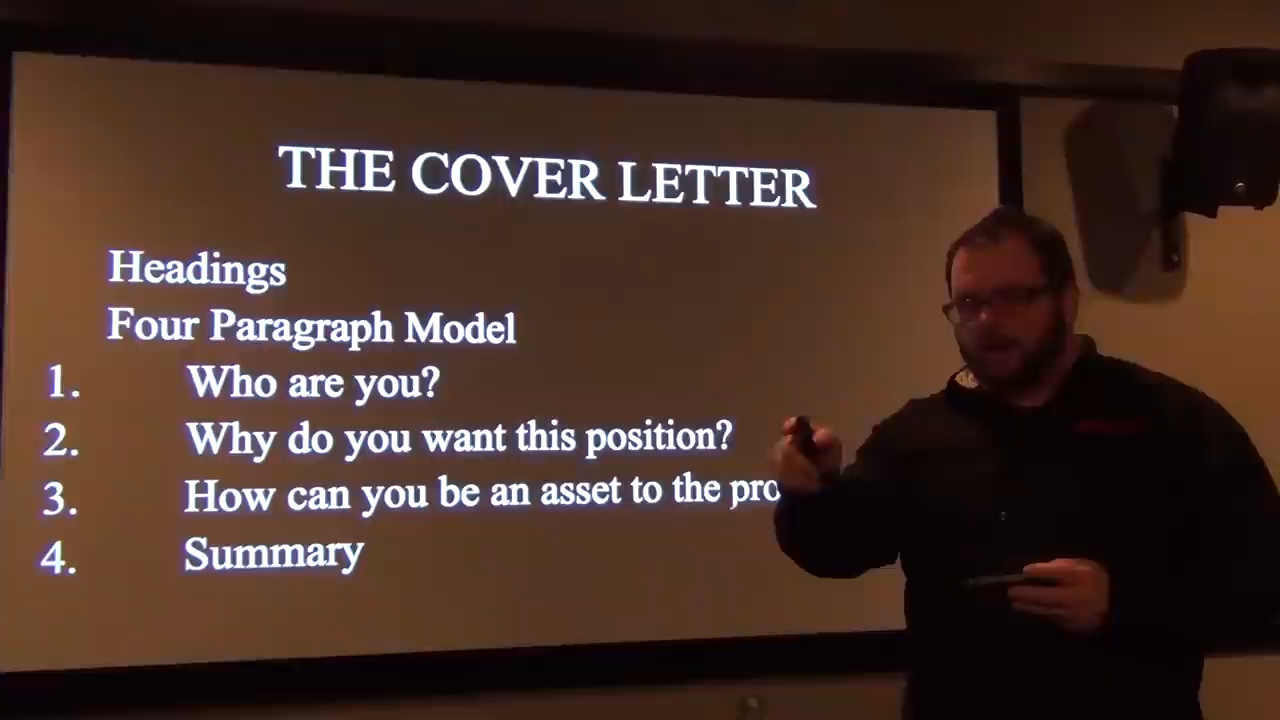 THE COVER LETTER
Headings
Four Paragraph Model
1. Who are you?
2. Why do you want this position?
3. How can you be an asset to the pro
4. Summary